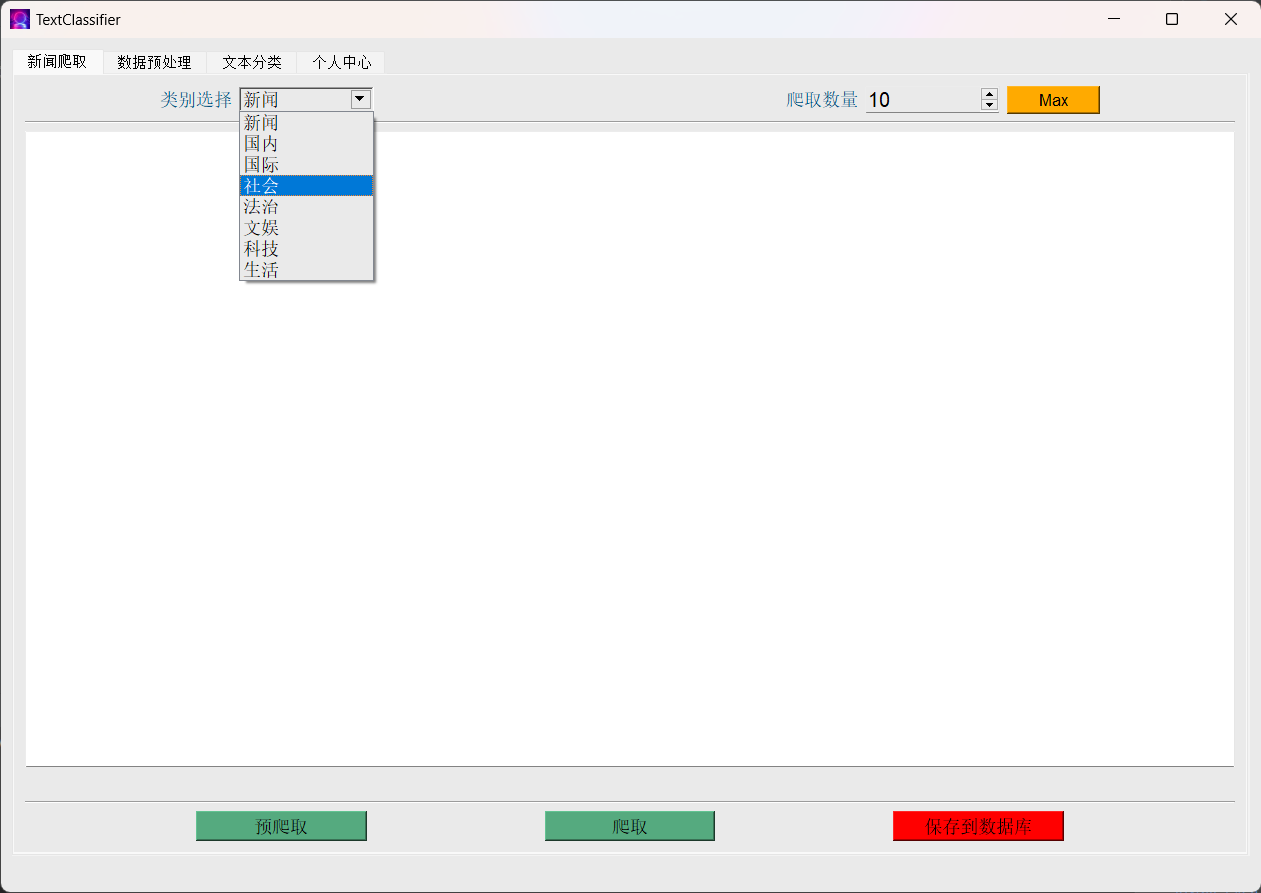 TextClassifier
新闻爬取 数据预处理 文本分类 个人中心
类别选择 新闻 爬取数量 10 Max
新闻
国内
国际
社会
法治
文娱
科技
生活
预爬取 爬取 保存到数据库